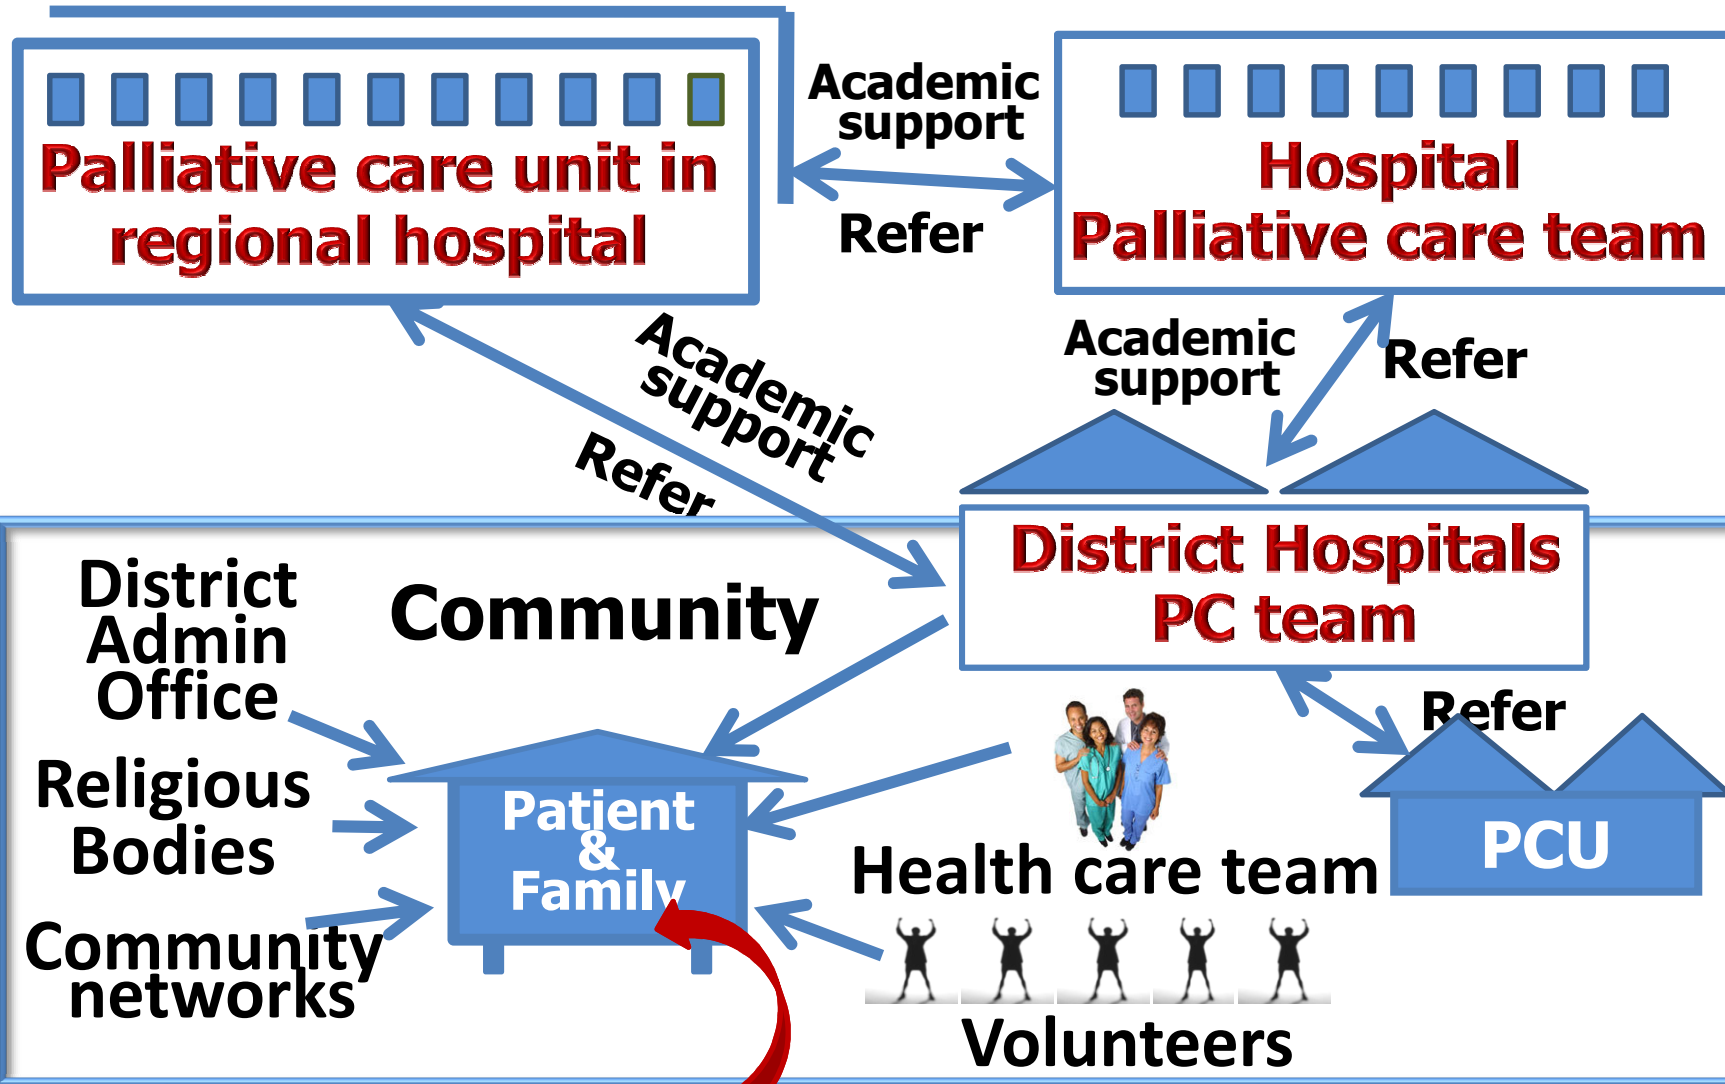 Academic
support
Refer
Palliative care unit in
regional hospital
Hospital
Palliative care team
Academic
support
Refer
Academic
support
Refer
District
Admin
Office
Community
District Hospitals
PC team
Refer
Religious
Bodies
Patient
&
Family
PCU
Health care team
Community
networks
Volunteers